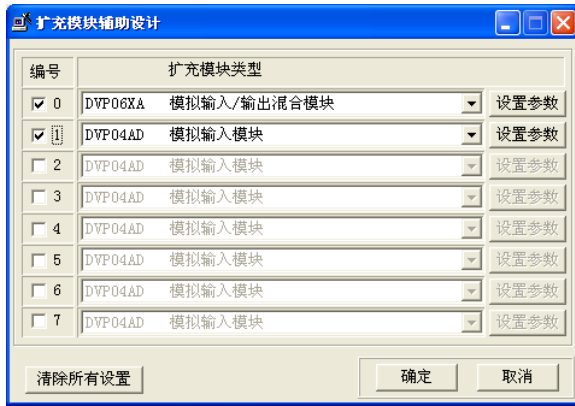 扩充模块辅助设计
编号 扩充模块类型
0 DVP06XA 模拟输入/输出混合模块 设置参数
1 DVP04AD 模拟输入模块 设置参数
2 DVP04AD 模拟输入模块 设置参数
3 DVP04AD 模拟输入模块 设置参数
4 DVP04AD 模拟输入模块 设置参数
5 DVP04AD 模拟输入模块 设置参数
6 DVP04AD 模拟输入模块 设置参数
7 DVP04AD 模拟输入模块 设置参数
清除所有设置 确定 取消